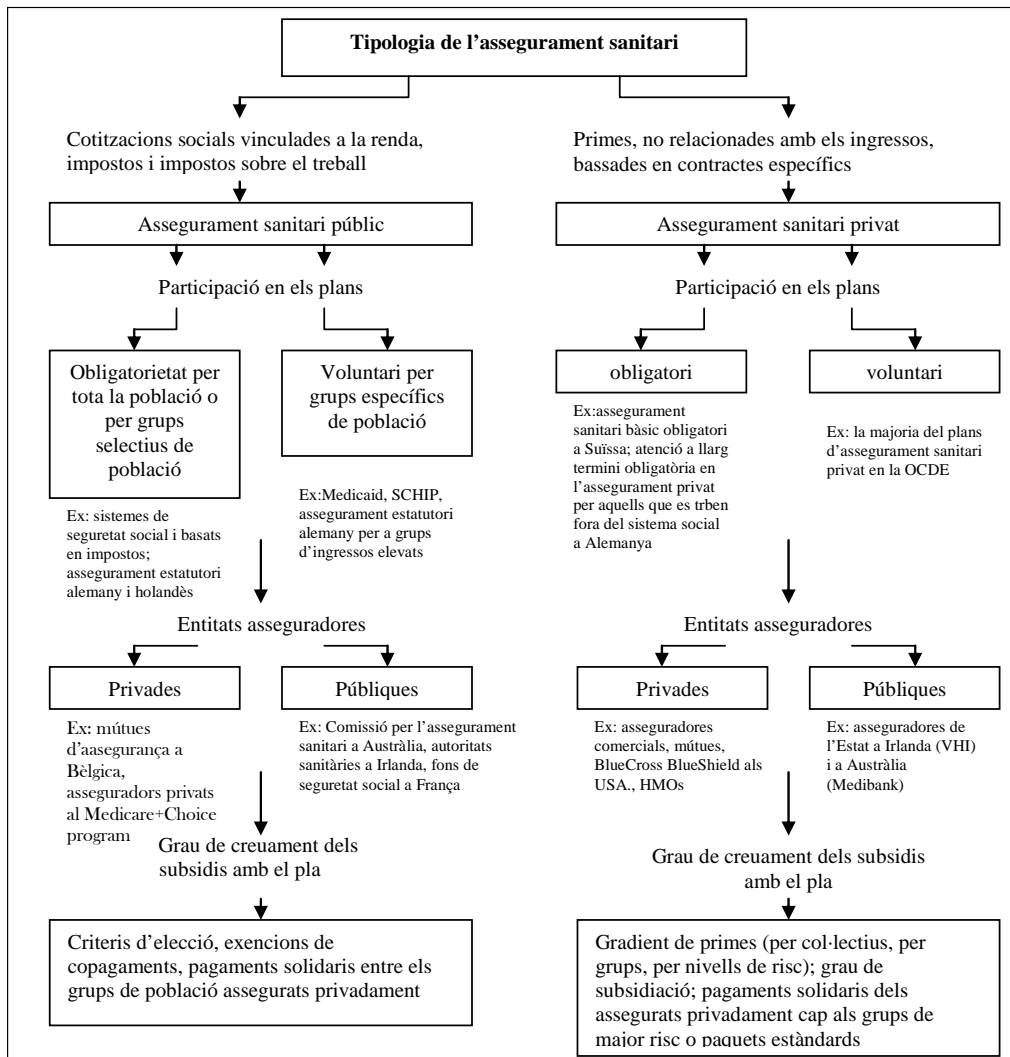 Tipologia de l'assegurament sanitari
Cotitzacions socials vinculades a la renda,
impostos i impostos sobre el treball
Primes, no relacionades amb els ingressos,
bassades en contractes específics
Assegurament sanitari públic
Assegurament sanitari privat
Participació en els plans
Participació en els plans
Obligatorietat per
tota la població o
per grups
selectius de
població
Voluntari per
grups específics
de població
obligatori
voluntari
Ex: sistemes de
seguretat social i basats
en impostos;
assegurament estatutori
alemany i holandès
Ex:Medicaid, SCHIP,
assegurament estatutori
alemany per a grups
d'ingressos elevats
Ex:assegurament
sanitari bàsic obligatori
a Suïssa; atenció a llarg
termini obligatòria en
l'assegurament privat
per aquells que es trben
fora del sistema social
a Alemanya
Ex: la majoria del plans
d'assegurament sanitari
privat en la OCDE
Entitats asseguradores
Entitats asseguradores
Privades
Públiques
Privades
Públiques
Ex: mútues
d'aasegurança a
Bèlgica,
asseguradors privats
al Medicare+Choice
program
Ex: Comissió per l'assegurament
sanitari a Austràlia, autoritats
sanitàries a Irlanda, fons de
seguretat social a França
Ex: asseguradores
comercials, mútues,
BlueCross BlueShield als
USA., HMOs
Ex: asseguradores de
l'Estat a Irlanda (VHI)
i a Austràlia
(Medibank)
Grau de creuament dels
subsidis amb el pla
Grau de creuament dels subsidis
amb el pla
Criteris d'elecció, exencions de
copagaments, pagaments solidaris entre els
grups de població assegurats privadament
Gradient de primes (per col·lectius, per
grups, per nivells de risc); grau de
subsidiació; pagaments solidaris dels
assegurats privadament cap als grups de
major risc o paquets estàndards